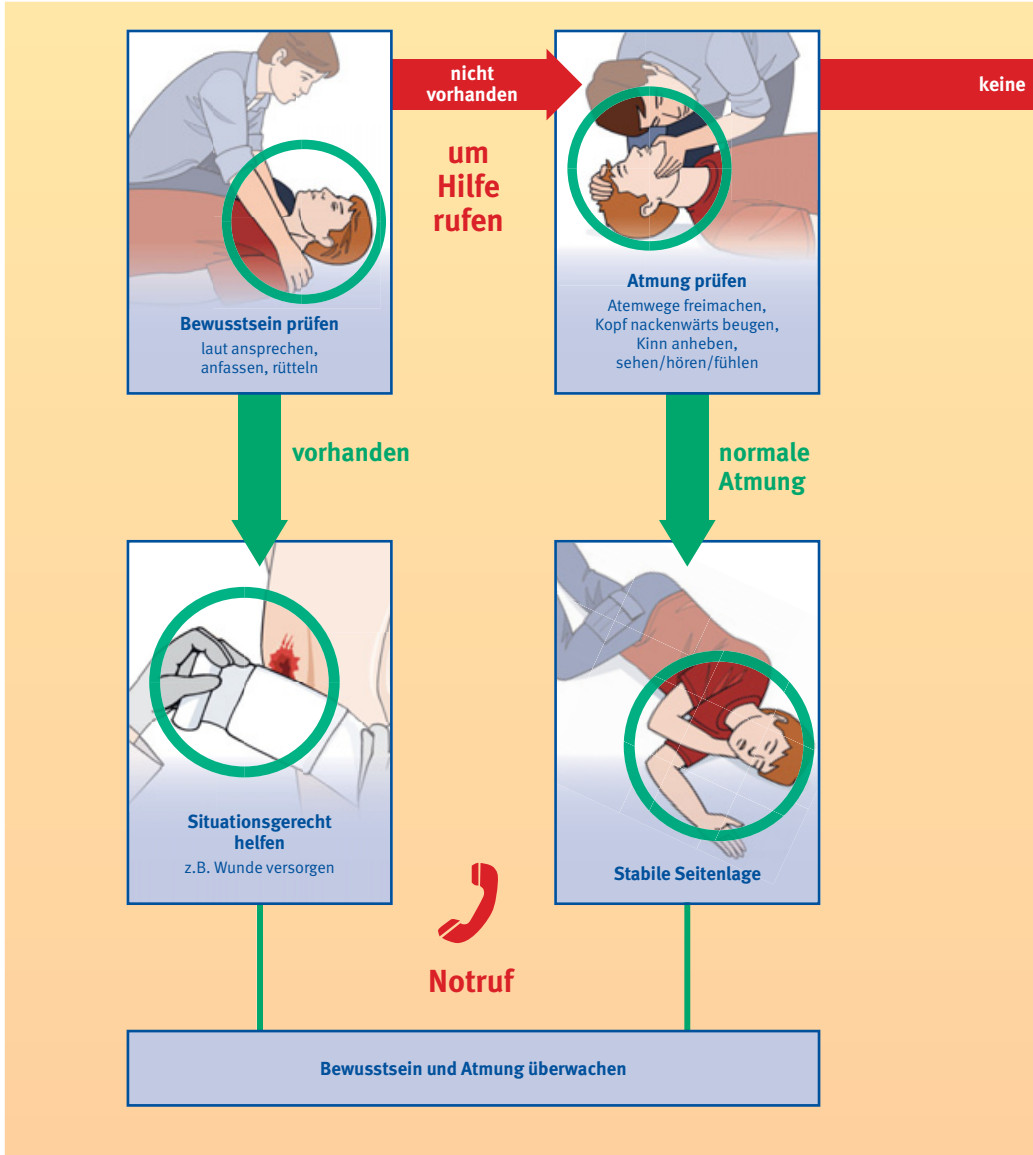 nicht
vorhanden
keine
um
Hilfe
rufen
Bewusstsein prüfen
laut ansprechen,
anfassen, rütteln
Atmung prüfen
Atemwege freimachen,
Kopf nackenwärts beugen,
Kinn anheben,
sehen/hören/fühlen
vorhanden
normale
Atmung
Situationsgerecht
helfen
z.B. Wunde versorgen
Stabile Seitenlage
Notruf
Bewusstsein und Atmung überwachen